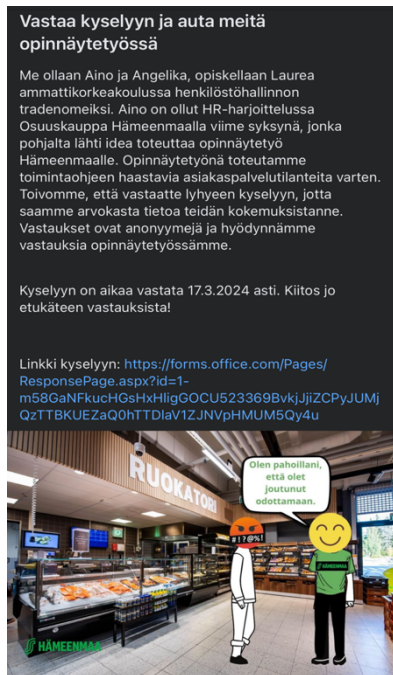 Vastaa kyselyyn ja auta meitä
opinnäytetyössä
Me ollaan Aino ja Angelika, opiskellaan Laurea
ammattikorkeakoulussa henkilöstöhallinnon
tradenomeiksi. Aino on ollut HR-harjoittelussa
Osuuskauppa Hämeenmaalla viime syksynä, jonka
pohjalta lähti idea toteuttaa opinnäytetyö
Hämeenmaalle. Opinnäytetyönä toteutamme
toimintaohjeen haastavia asiakaspalvelutilanteita varten.
Toivomme, että vastaatte lyhyeen kyselyyn, jotta
saamme arvokasta tietoa teidän kokemuksistanne.
Vastaukset ovat anonyymejä ja hyödynnämme
vastauksia opinnäytetyössämme.
Kyselyyn on aikaa vastata 17.3.2024 asti. Kiitos jo
etukäteen vastauksista!
Linkki kyselyyn: https://forms.office.com/Pages/
ResponsePage.aspx?id=1-
m58GaNFkucHGsHxHligGOCU523369BvkjJjiZCPyJUMj
QzTTBKUEZaQ0hTTDlaV1ZJNVpHMUM5Qy4u
RUOKATORI
Olen pahoillani,
että olet
joutunut
odottamaan.
#!?@%!
HÄMEENMAA
HÄMEENMAA